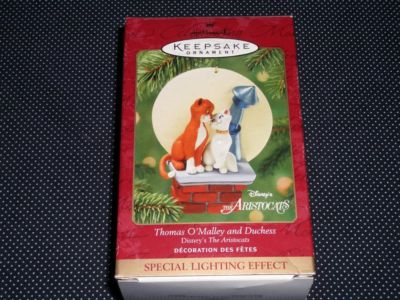 Hallmark
KEEPSAKE
ORNAMENT
Disney's
THE ARISTOCATS
Thomas O'Malley and Duchess
Disney's The Aristocats
DÉCORATION DES FÊTES
SPECIAL LIGHTING EFFECT